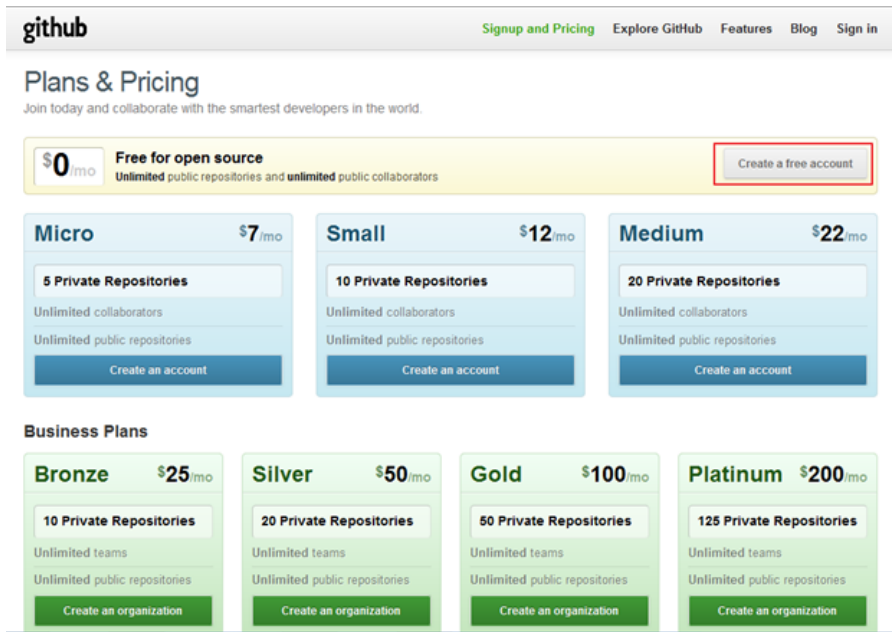 github
Signup and Pricing Explore GitHub Features Blog Sign in
Plans & Pricing
Join today and collaborate with the smartest developers in the world.
$0/mo
Free for open source
Unlimited public repositories and unlimited public collaborators
Create a free account
Micro $7/mo
5 Private Repositories
Unlimited collaborators
Unlimited public repositories
Create an account
Small $12/mo
10 Private Repositories
Unlimited collaborators
Unlimited public repositories
Create an account
Medium $22/mo
20 Private Repositories
Unlimited collaborators
Unlimited public repositories
Create an account
Business Plans
Bronze $25/mo
10 Private Repositories
Unlimited teams
Unlimited public repositories
Create an organization
Silver $50/mo
20 Private Repositories
Unlimited teams
Unlimited public repositories
Create an organization
Gold $100/mo
50 Private Repositories
Unlimited teams
Unlimited public repositories
Create an organization
Platinum $200/mo
125 Private Repositories
Unlimited teams
Unlimited public repositories
Create an organization